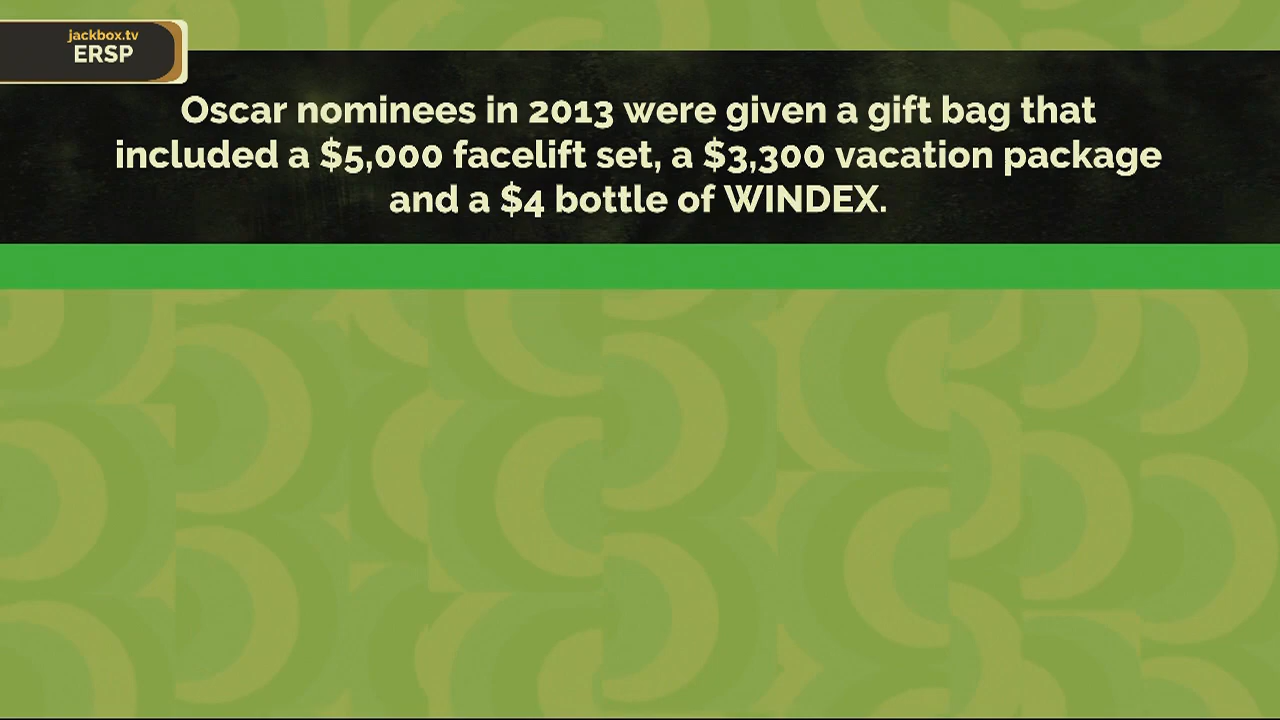 jackbox.tv
ERSP
Oscar nominees in 2013 were given a gift bag that
included a $5,000 facelift set, a $3,300 vacation package
and a $4 bottle of WINDEX.